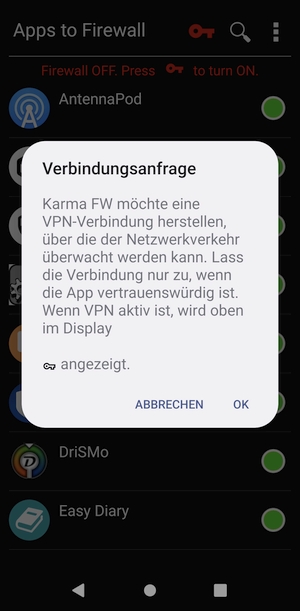 Apps to Firewall
Firewall OFF. Press to turn ON.
AntennaPod
Verbindungsanfrage
Karma FW möchte eine
VPN-Verbindung herstellen,
über die der Netzwerkverkehr
überwacht werden kann. Lass
die Verbindung nur zu, wenn
die App vertrauenswürdig ist.
Wenn VPN aktiv ist, wird oben
im Display
angezeigt.
ABBRECHEN OK
DriSMo
Easy Diary